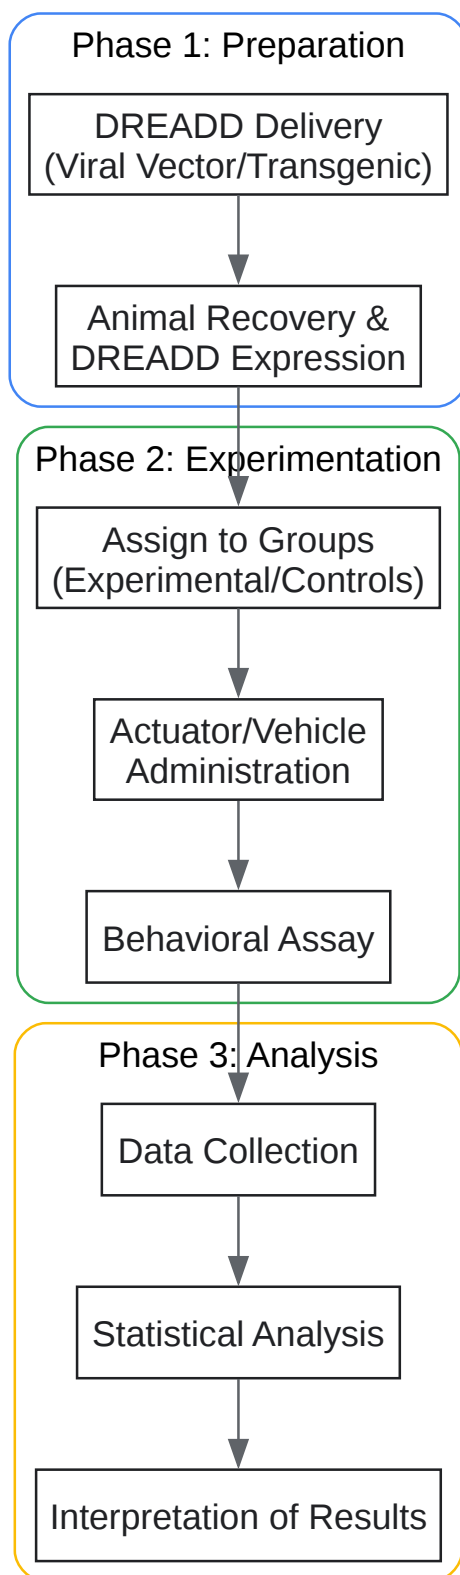 Phase 1: Preparation
DREADD Delivery
(Viral Vector/Transgenic)
Animal Recovery &
DREADD Expression
Phase 2: Experimentation
Assign to Groups
(Experimental/Controls)
Actuator/Vehicle
Administration
Behavioral Assay
Phase 3: Analysis
Data Collection
Statistical Analysis
Interpretation of Results